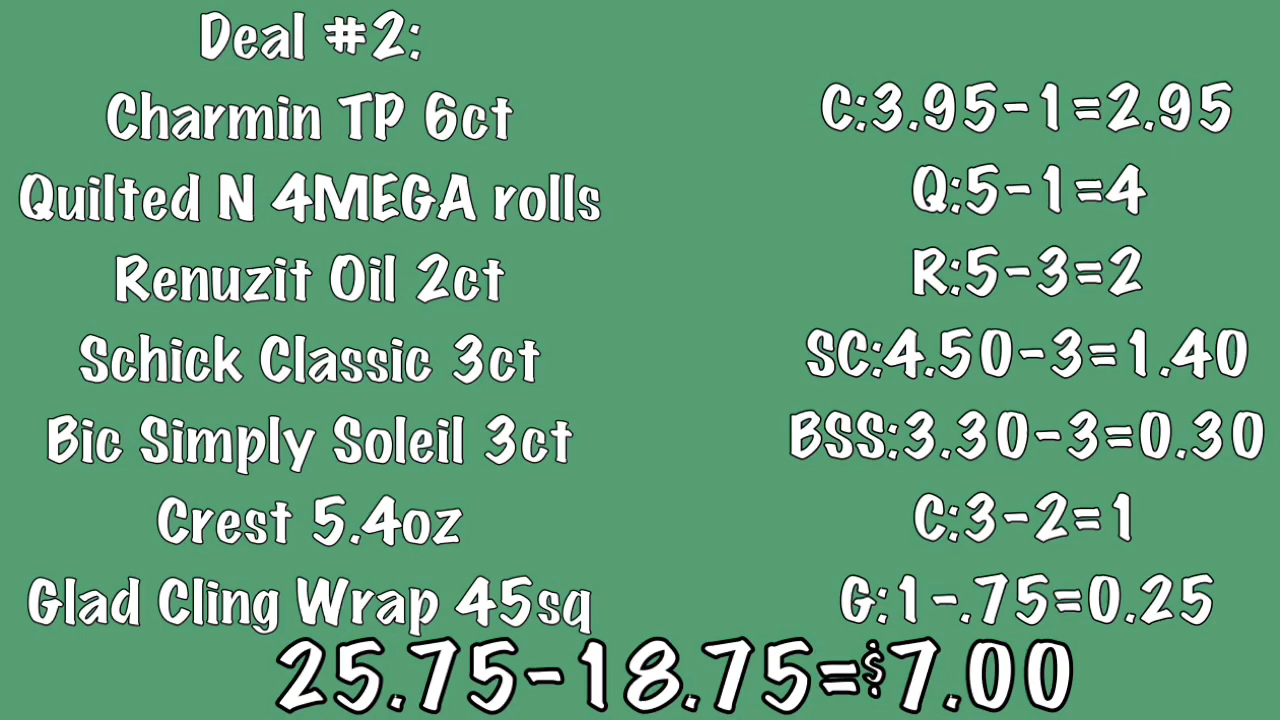 Deal #2:
Charmin TP 6ct
Quilted N 4MEGA rolls
Renuzit Oil 2ct
Schick Classic 3ct
Bic Simply Soleil 3ct
Crest 5.4oz
Glad Cling Wrap 45sq
C:3.95-1=2.95
Q:5-1=4
R:5-3=2
SC:4.50-3=1.40
BSS:3.30-3=0.30
C:3-2=1
G:1-.75=0.25
25.75-18.75=$7.00